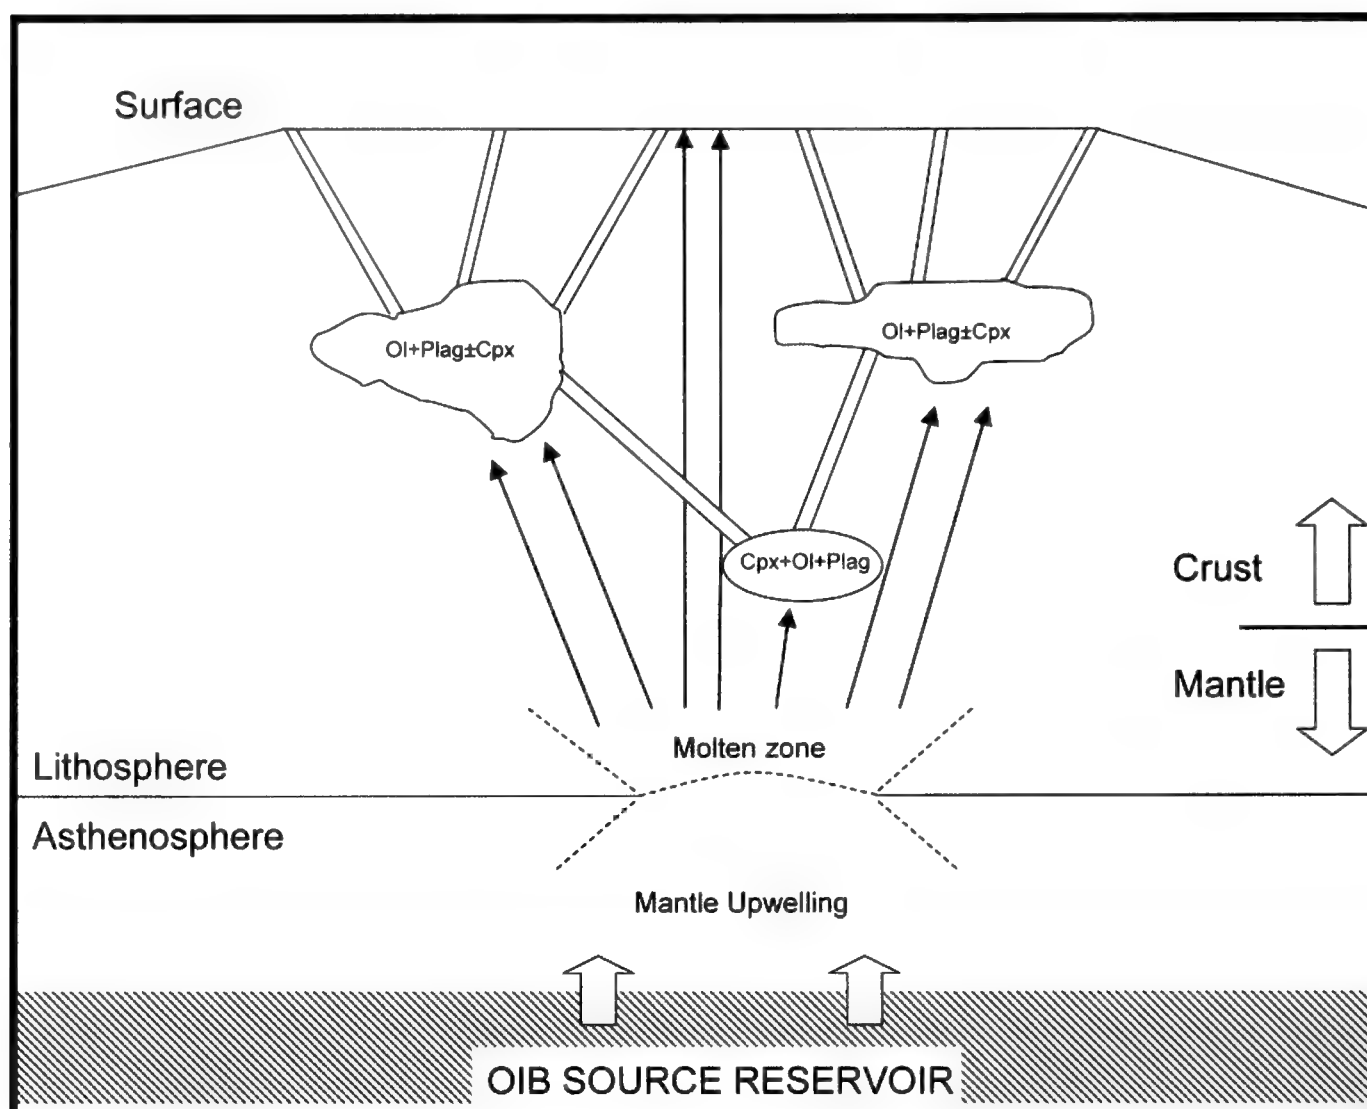 Surface
Ol+Plag±Cpx
Ol+Plag±Cpx
Cpx+Ol+Plag
Crust
Mantle
Molten zone
Lithosphere
Asthenosphere
Mantle Upwelling
OIB SOURCE RESERVOIR